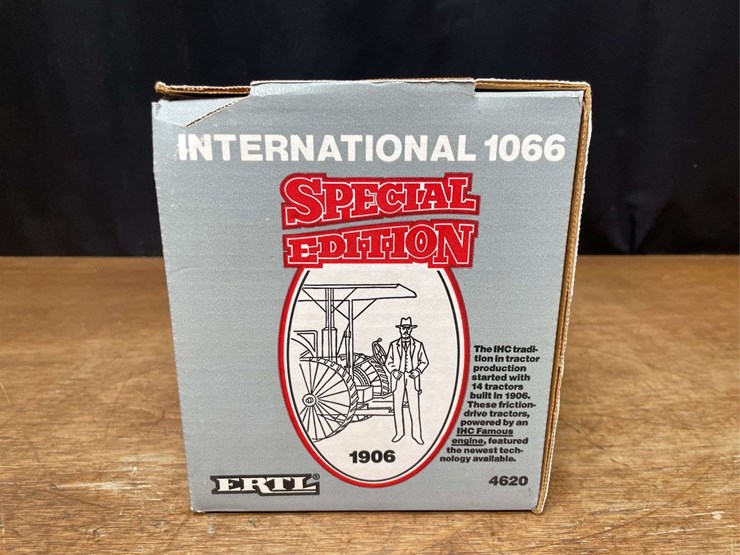 INTERNATIONAL 1066
SPECIAL
EDITION
The IHC tradi-
tion in tractor
production
started with
14 tractors
built in 1906.
These friction-
drive tractors,
powered by an
IHC Famous
engine, featured
the newest tech-
nology available.
1906
ERTL®
4620